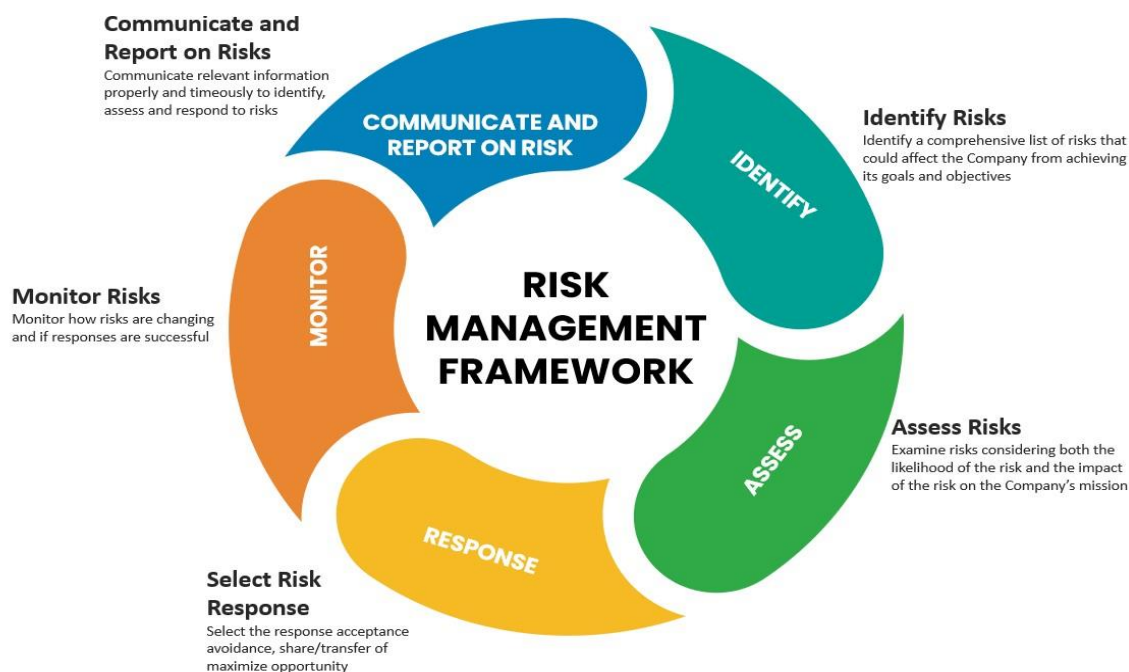 Communicate and
Report on Risks
Communicate relevant information
properly and timeously to identify,
assess and respond to risks
COMMUNICATE AND
REPORT ON RISK
IDENTIFY
Identify Risks
Identify a comprehensive list of risks that
could affect the Company from achieving
its goals and objectives
MONITOR
Monitor Risks
Monitor how risks are changing
and if responses are successful
RISK
MANAGEMENT
FRAMEWORK
ASSESS
Assess Risks
Examine risks considering both the
likelihood of the risk and the impact
of the risk on the Company's mission
RESPONSE
Select Risk
Response
Select the response acceptance
avoidance, share/transfer of
maximize opportunity